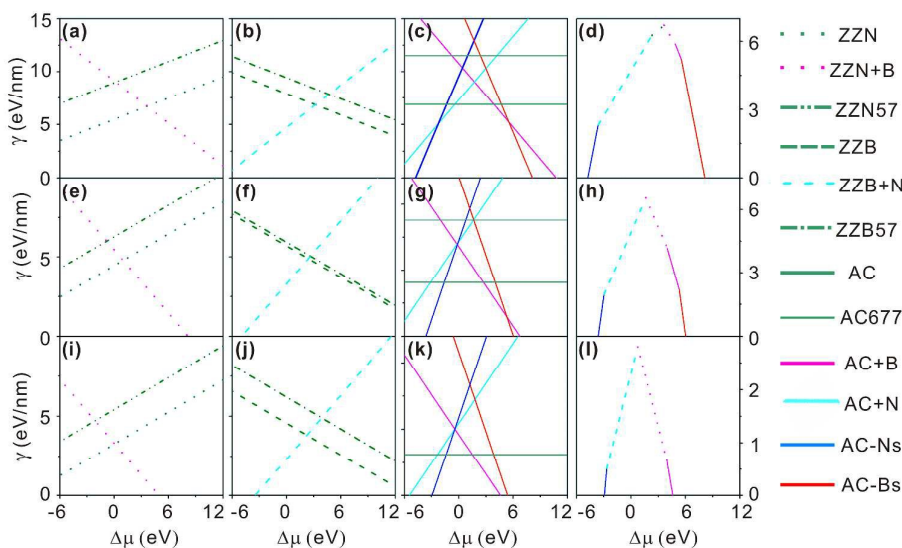 (a) (b) (c) (d)
15
10
5
0
γ (eV/nm)
6
3
0
(e) (f) (g) (h)
5
0
γ (eV/nm)
6
3
0
(i) (j) (k) (l)
5
0
γ (eV/nm)
2
1
0
-6 0 6 12 -6 0 6 12 -6 0 6 12 -6 0 6 12
Δμ (eV) Δμ (eV) Δμ (eV) Δμ (eV)
ZZN
ZZN+B
ZZN57
ZZB
ZZB+N
ZZB57
AC
AC677
AC+B
AC+N
AC-Ns
AC-Bs